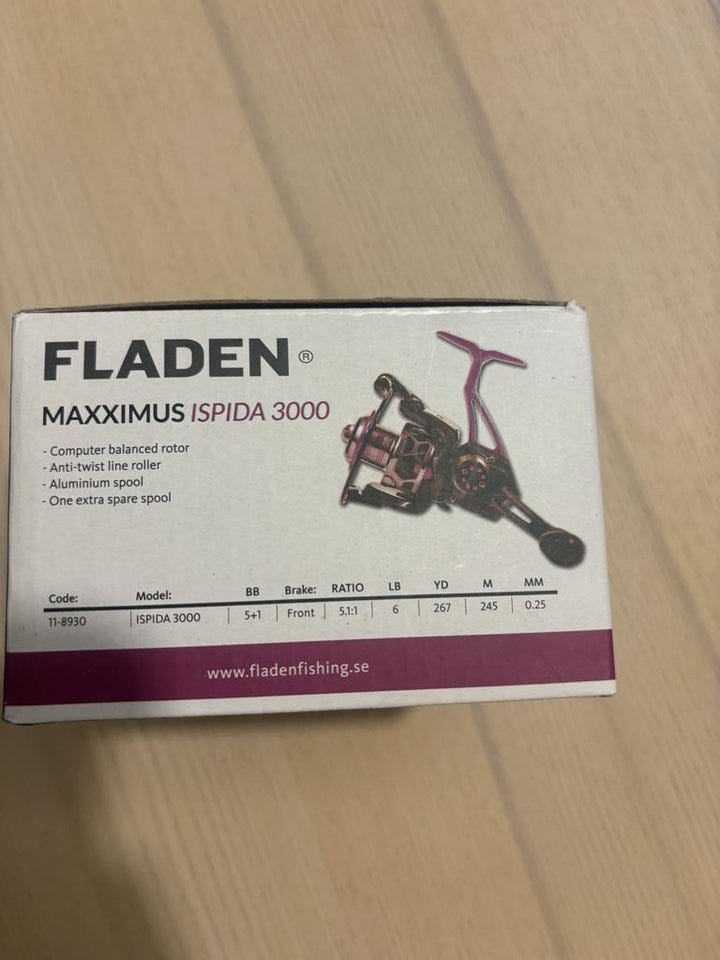 FLADEN ®
MAXXIMUS ISPIDA 3000
- Computer balanced rotor
- Anti-twist line roller
- Aluminium spool
- One extra spare spool
Code: Model: BB Brake: RATIO LB YD M MM
11-8930 ISPIDA 3000 5+1 Front 5.1:1 6 267 245 0.25
www.fladenfishing.se